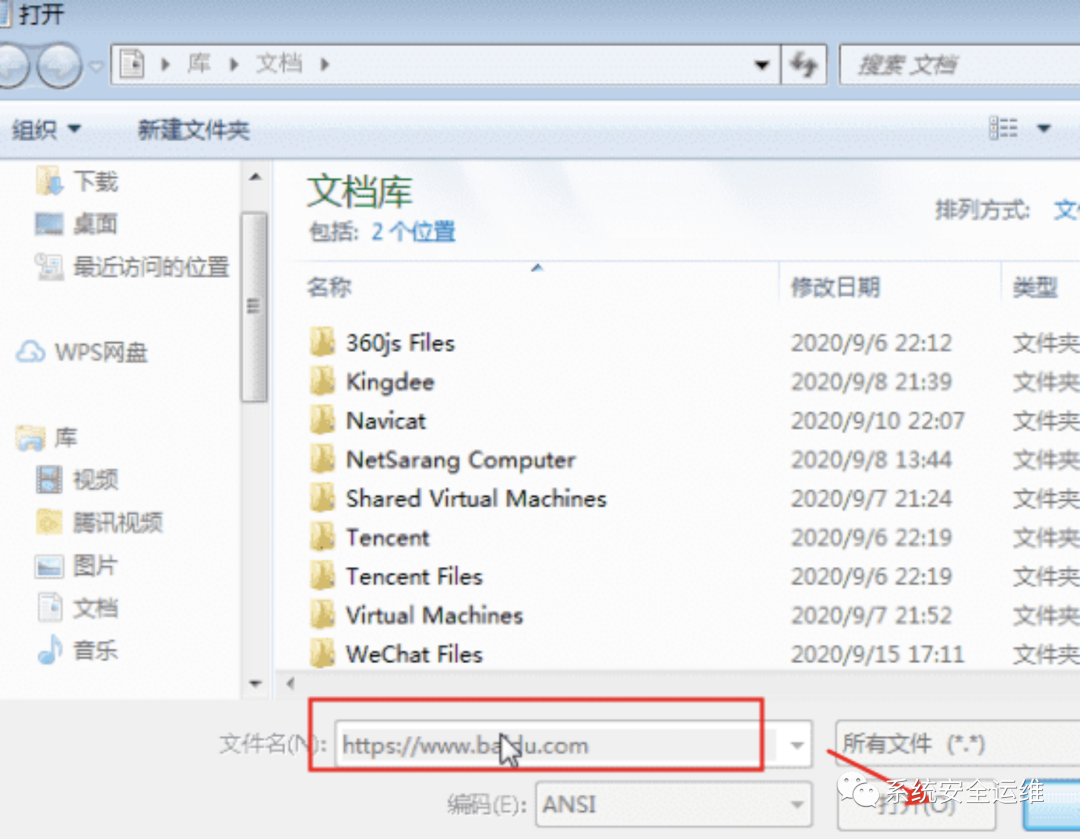 打开
库 文档
搜索 文档
组织 新建文件夹
下载
桌面
最近访问的位置
WPS网盘
库
视频
腾讯视频
图片
文档
音乐
文档库
包括: 2 个位置
排列方式:
名称 修改日期 类型
360js Files 2020/9/6 22:12 文件夹
Kingdee 2020/9/8 21:39 文件夹
Navicat 2020/9/10 22:07 文件夹
NetSarang Computer 2020/9/8 13:44 文件夹
Shared Virtual Machines 2020/9/7 21:24 文件夹
Tencent 2020/9/6 22:19 文件夹
Tencent Files 2020/9/6 22:19 文件夹
Virtual Machines 2020/9/7 21:52 文件夹
WeChat Files 2020/9/15 17:11 文件夹
文件名(N): https://www.baidu.com 所有文件 (*.*)
编码(E): ANSI 打开(O)
系统安全运维